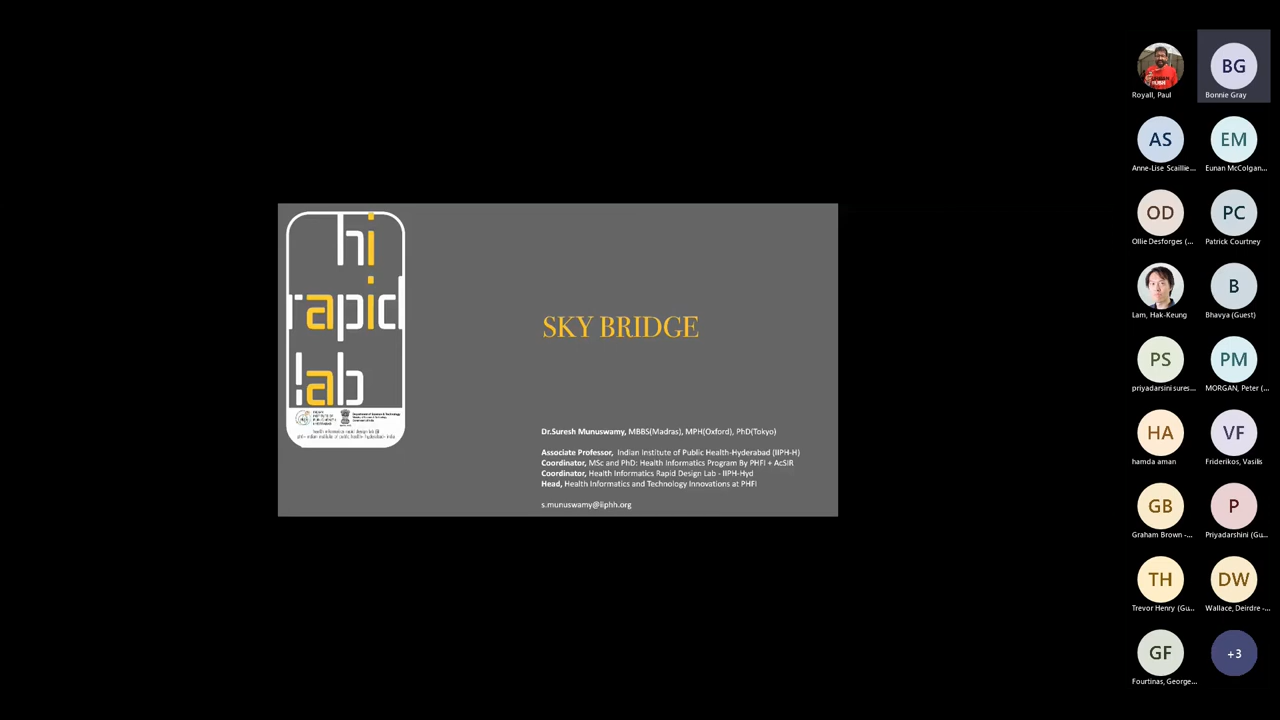 hi
rapid
lab
SKY BRIDGE
Dr.Suresh Munuswamy, MBBS(Madras), MPH(Oxford), PhD(Tokyo)
Associate Professor, Indian Institute of Public Health-Hyderabad (IIPH-H)
Coordinator, MSc and PhD: Health Informatics Program By PHFI + AcSIR
Coordinator, Health Informatics Rapid Design Lab - IIPH-Hyd
Head, Health Informatics and Technology Innovations at PHFI
s.munuswamy@iiphh.org
Royall, Paul
BG
Bonnie Gray
AS
Anne-Lise Scaillie...
EM
Eunan McColgan...
OD
Ollie Desforges (...
PC
Patrick Courtney
Lam, Hak-Keung
B
Bhavya (Guest)
PS
priyadarsini sures...
PM
MORGAN, Peter (...
HA
hamda aman
VF
Friderikos, Vasilis
GB
Graham Brown -...
P
Priyadarshini (Gu...
TH
Trevor Henry (Gu...
DW
Wallace, Deirdre -...
GF
Fourtinas, George...
+3